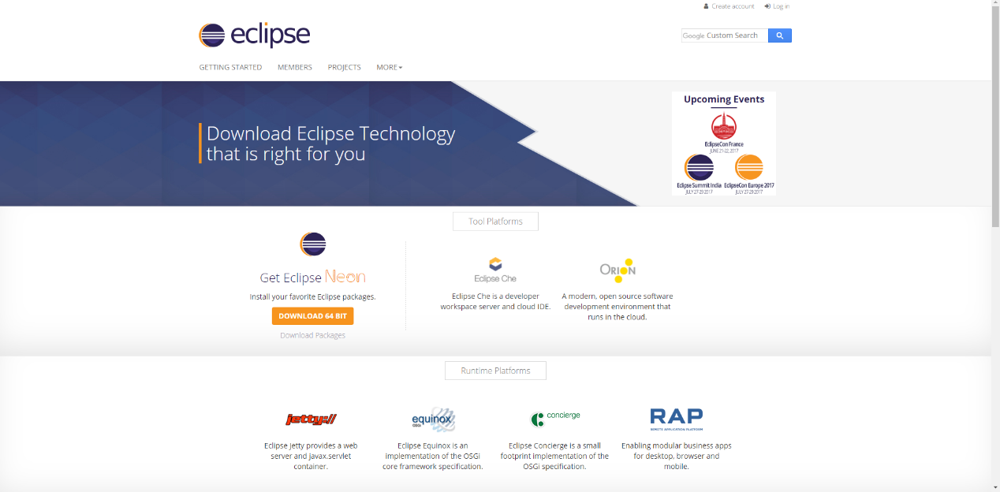 Create account
Log in
eclipse
Google Custom Search
GETTING STARTED
MEMBERS
PROJECTS
MORE
Download Eclipse Technology
that is right for you
Upcoming Events
EclipseCon France
JUNE 21-22, 2017
Eclipse Summit India
JULY 27-29 2017
EclipseCon Europe 2017
JULY 27-29 2017
Tool Platforms
Get Eclipse Neon
Install your favorite Eclipse packages.
DOWNLOAD 64 BIT
Download Packages
Eclipse Che
Eclipse Che is a developer
workspace server and cloud IDE.
ORION
A modern, open source software
development environment that
runs in the cloud.
Runtime Platforms
jetty://
Eclipse Jetty provides a web
server and javax.servlet
container.
equinox
OSGi
Eclipse Equinox is an
implementation of the OSGi
core framework specification.
concierge
Eclipse Concierge is a small
footprint implementation of the
OSGi specification.
RAP
REMOTE APPLICATION PLATFORM
Enabling modular business apps
for desktop, browser and
mobile.